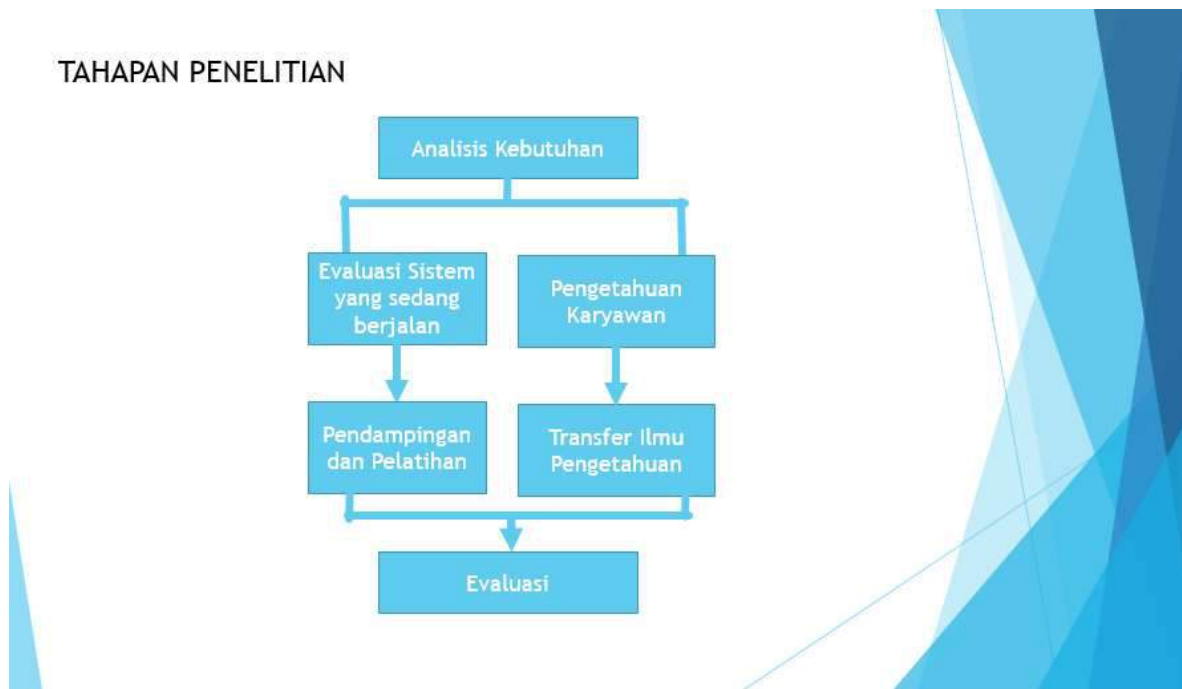 TAHAPAN PENELITIAN
Analisis Kebutuhan
Evaluasi Sistem
yang sedang
berjalan
Pengetahuan
Karyawan
Pendampingan
dan Pelatihan
Transfer Ilmu
Pengetahuan
Evaluasi